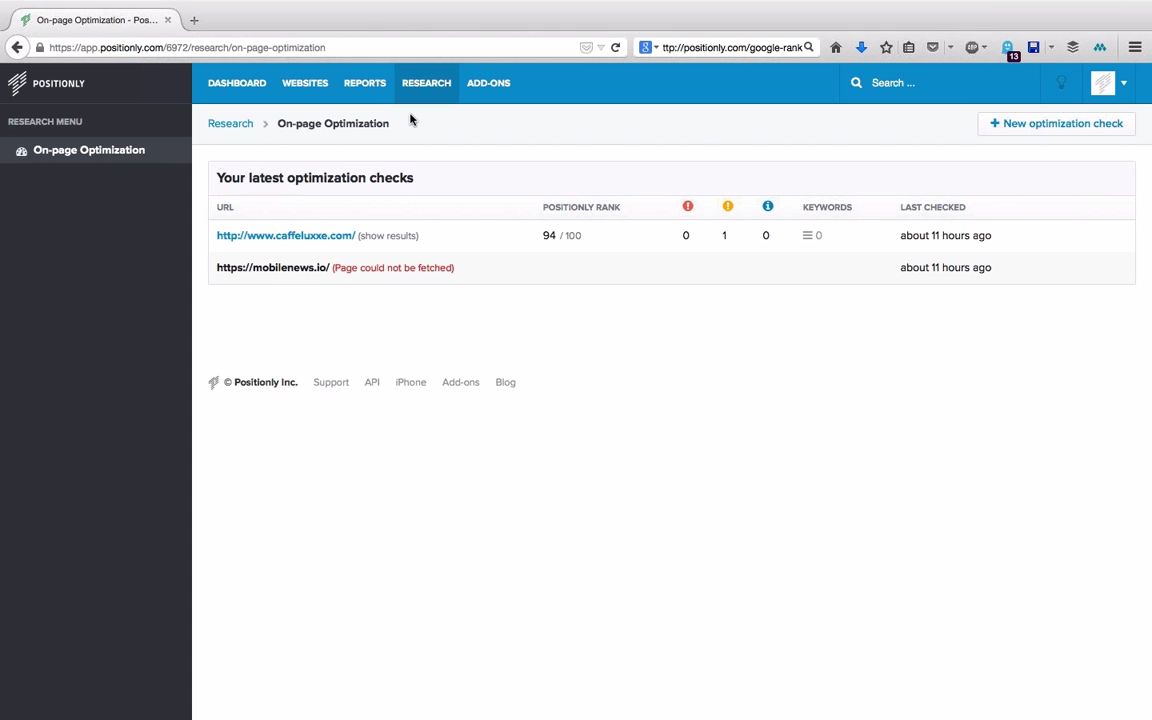 On-page Optimization - Pos...
https://app.positionly.com/6972/research/on-page-optimization
ttp://positionly.com/google-rank
13
POSITIONLY
DASHBOARD WEBSITES REPORTS RESEARCH ADD-ONS
Search ...
RESEARCH MENU
On-page Optimization
Research > On-page Optimization
+ New optimization check
Your latest optimization checks
URL POSITIONLY RANK KEYWORDS LAST CHECKED
http://www.caffeluxxe.com/ (show results) 94 / 100 0 1 0 0 about 11 hours ago
https://mobilenews.io/ (Page could not be fetched) about 11 hours ago
© Positionly Inc. Support API iPhone Add-ons Blog